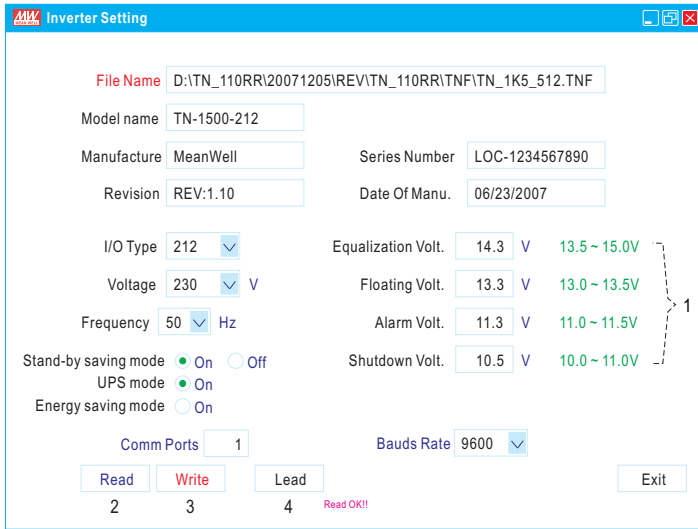 MW MEAN WELL Inverter Setting
File Name D:\TN_110RR\20071205\REV\TN_110RR\TNF\TN_1K5_512.TNF
Model name TN-1500-212
Manufacture MeanWell Series Number LOC-1234567890
Revision REV:1.10 Date Of Manu. 06/23/2007
I/O Type 212 Equalization Volt. 14.3 V 13.5 ~ 15.0V
Voltage 230 V Floating Volt. 13.3 V 13.0 ~ 13.5V
1
Frequency 50 Hz Alarm Volt. 11.3 V 11.0 ~ 11.5V
Stand-by saving mode On Off Shutdown Volt. 10.5 V 10.0 ~ 11.0V
UPS mode On
Energy saving mode On
Comm Ports 1 Bauds Rate 9600
Read Write Lead Exit
2 3 4 Read OK!!